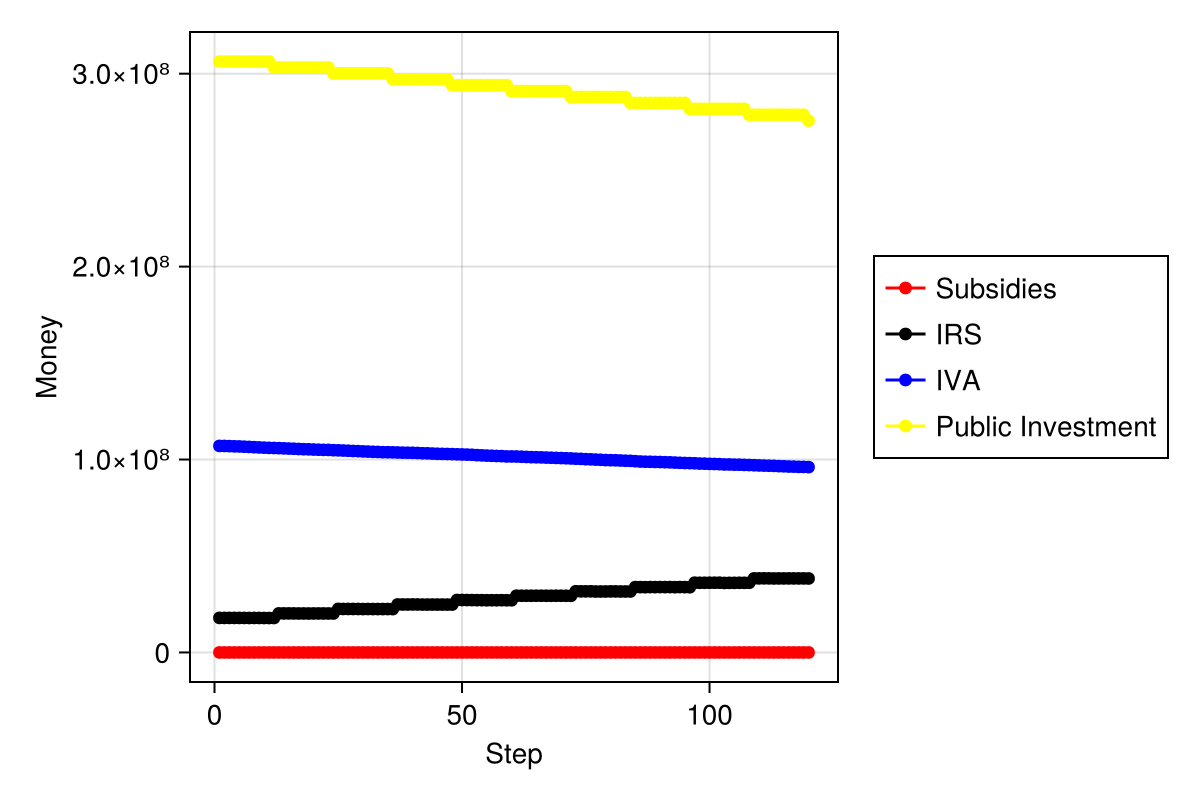 3.0×10⁸
2.0×10⁸
1.0×10⁸
0
Money
0
50
100
Step
Subsidies
IRS
IVA
Public Investment